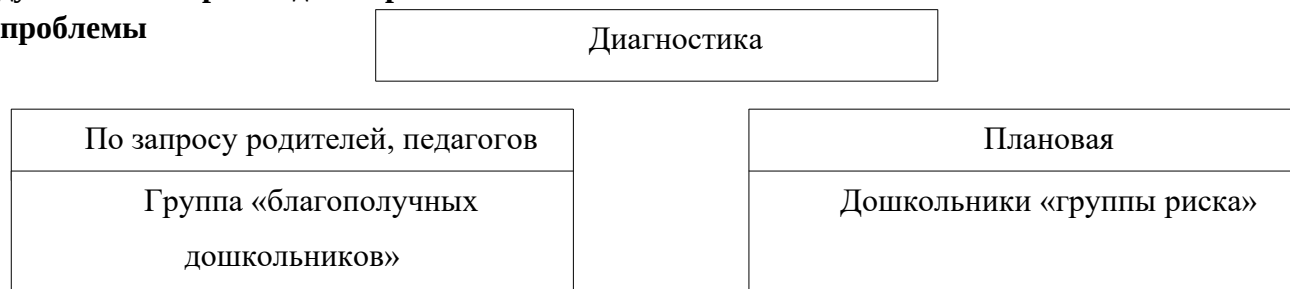 проблемы
Диагностика
По запросу родителей, педагогов
Плановая
Группа «благополучных
дошкольников»
Дошкольники «группы риска»